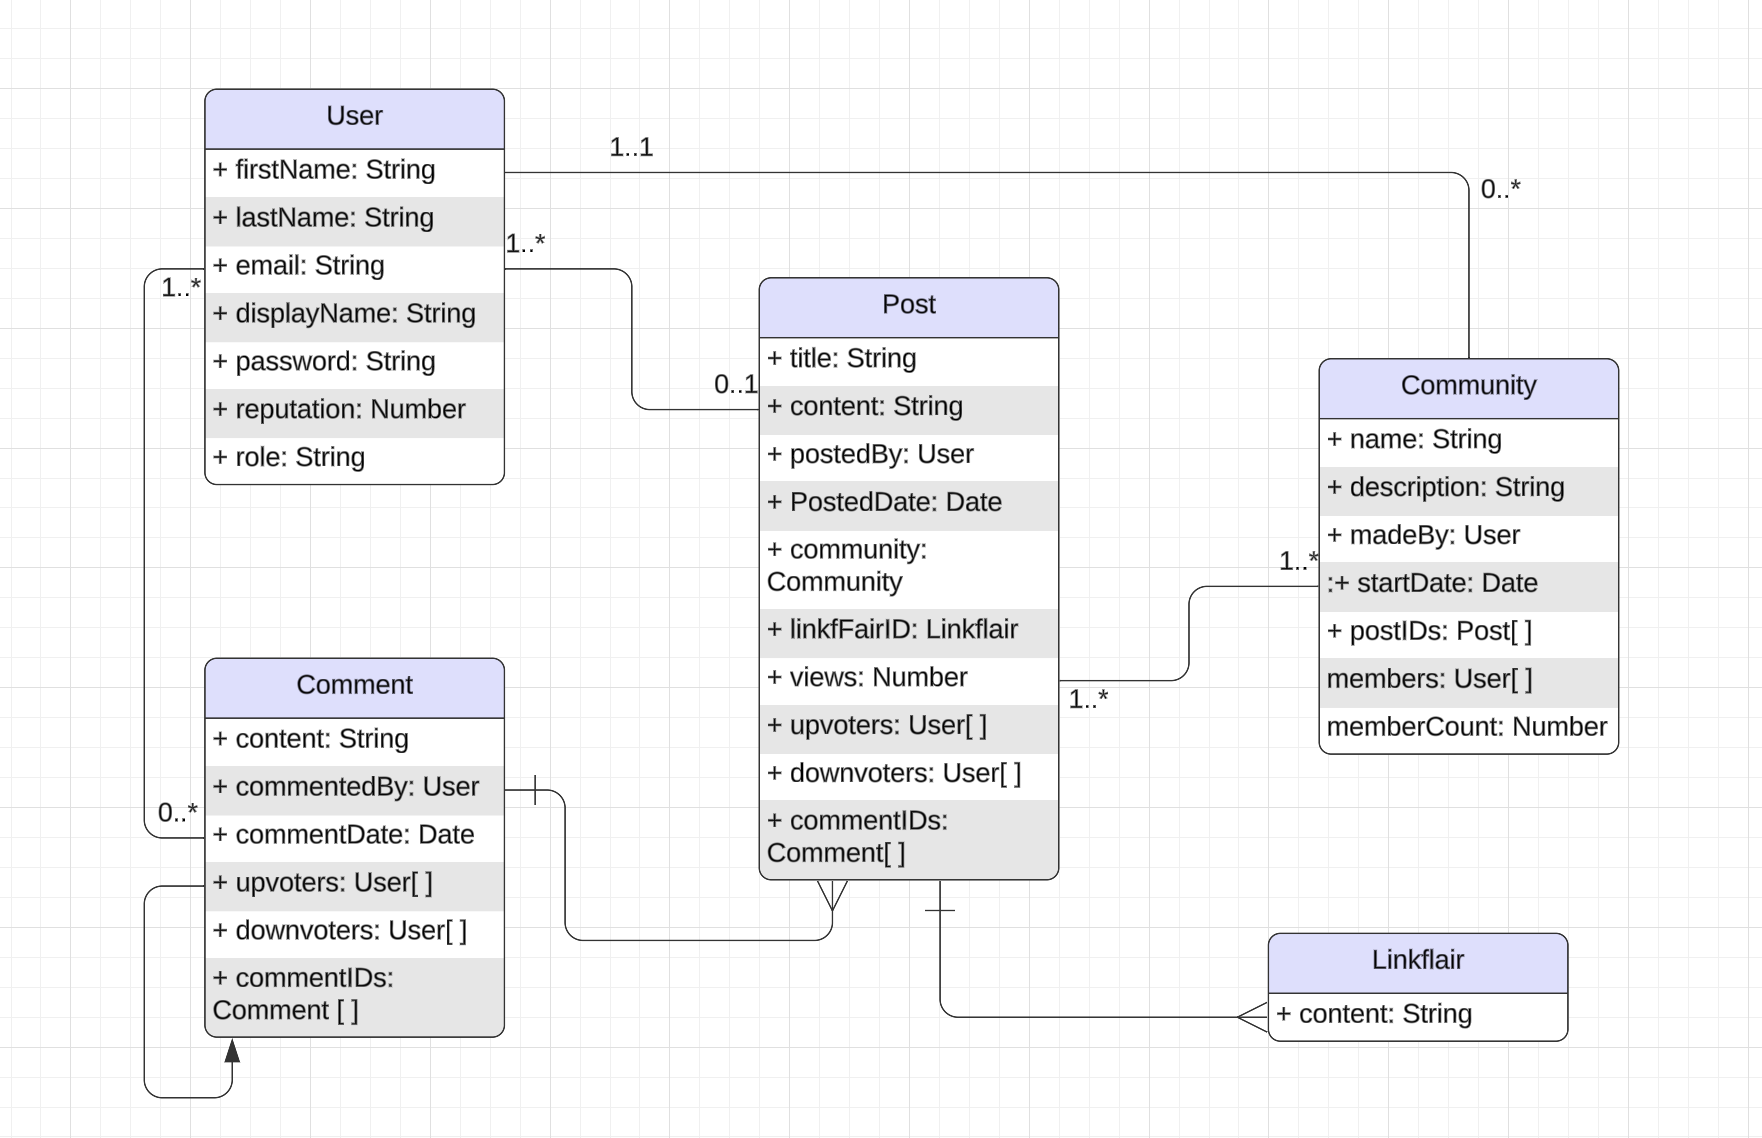 User
+ firstName: String
+ lastName: String
+ email: String
+ displayName: String
+ password: String
+ reputation: Number
+ role: String
1..1
0..*
1..*
0..1
1..*
0..*
Post
+ title: String
+ content: String
+ postedBy: User
+ PostedDate: Date
+ community:
Community
+ linkfFairID: Linkflair
+ views: Number
+ upvoters: User[ ]
+ downvoters: User[ ]
+ commentIDs:
Comment[ ]
1..*
1..*
Community
+ name: String
+ description: String
+ madeBy: User
:+ startDate: Date
+ postIDs: Post[ ]
members: User[ ]
memberCount: Number
Comment
+ content: String
+ commentedBy: User
+ commentDate: Date
+ upvoters: User[ ]
+ downvoters: User[ ]
+ commentIDs:
Comment [ ]
Linkflair
+ content: String